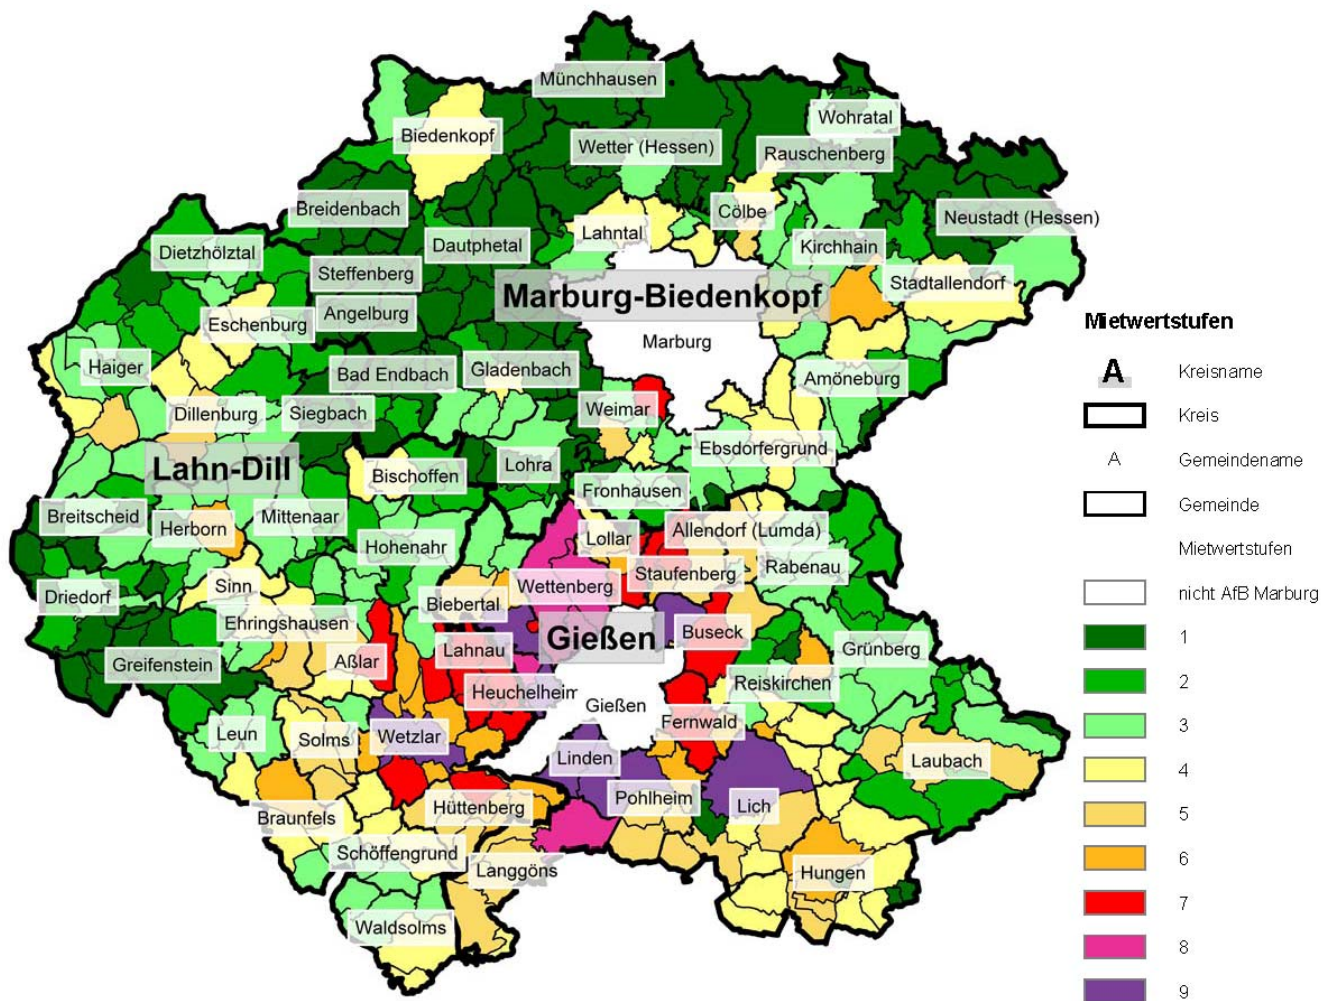 Münchhausen
Wohratal
Biedenkopf
Wetter (Hessen)
Rauschenberg
Breidenbach
Cölbe
Neustadt (Hessen)
Lahntal
Dietzhölztal
Dautphetal
Kirchhain
Steffenberg
Stadtallendorf
Marburg-Biedenkopf
Angelburg
Eschenburg
Marburg
Haiger
Bad Endbach
Gladenbach
Amöneburg
Dillenburg
Siegbach
Weimar
Ebsdorfergrund
Lahn-Dill
Bischoffen
Lohra
Fronhausen
Breitscheid
Herborn
Mittenaar
Hohenahr
Lollar
Allendorf (Lumda)
Staufenberg
Rabenau
Sinn
Wettenberg
Driedorf
Biebertal
Ehringshausen
Gießen
Buseck
Lahnau
Grünberg
Greifenstein
Aßlar
Reiskirchen
Heuchelheim
Gießen
Fernwald
Leun
Solms
Wetzlar
Linden
Laubach
Pohlheim
Lich
Hüttenberg
Braunfels
Schöffengrund
Langgöns
Hungen
Waldsolms
Mietwertstufen
A Kreisname
Kreis
A Gemeindename
Gemeinde
Mietwertstufen
nicht AfB Marburg
1
2
3
4
5
6
7
8
9